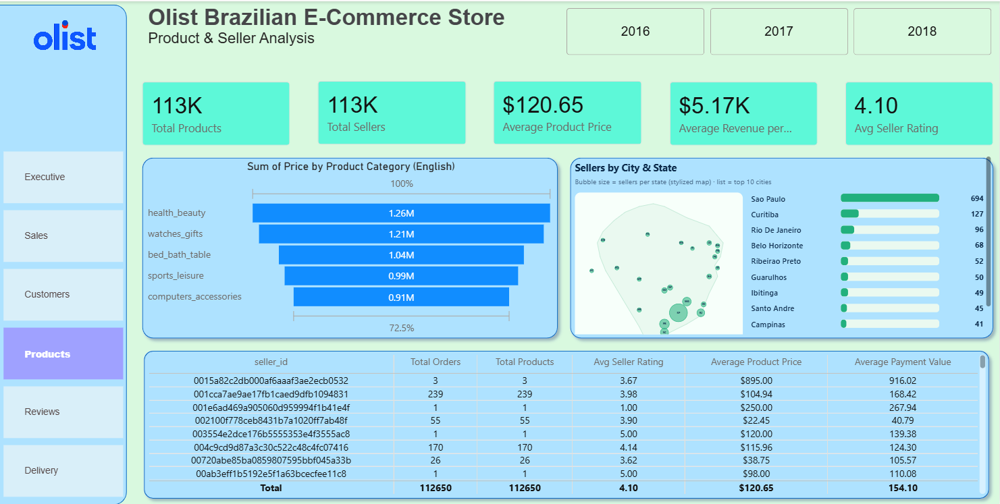 olist
Olist Brazilian E-Commerce Store
Product & Seller Analysis
2016
2017
2018
113K
Total Products
113K
Total Sellers
$120.65
Average Product Price
$5.17K
Average Revenue per...
4.10
Avg Seller Rating
Executive
Sales
Customers
Products
Reviews
Delivery
Sum of Price by Product Category (English)
100%
health_beauty 1.26M
watches_gifts 1.21M
bed_bath_table 1.04M
sports_leisure 0.99M
computers_accessories 0.91M
72.5%
Sellers by City & State
Bubble size = sellers per state (stylized map) · list = top 10 cities
Sao Paulo 694
Curitiba 127
Rio De Janeiro 96
Belo Horizonte 68
Ribeirao Preto 52
Guarulhos 50
Ibitinga 49
Santo Andre 45
Campinas 41
seller_id Total Orders Total Products Avg Seller Rating Average Product Price Average Payment Value
0015a82c2db000af6aaaf3ae2ecb0532 3 3 3.67 $895.00 916.02
001cca7ae9ae17fb1caed9dfb1094831 239 239 3.98 $104.94 168.42
001e6ad469a905060d959994f1b41e4f 1 1 1.00 $250.00 267.94
002100f778ceb8431b7a1020ff7ab48f 55 55 3.90 $22.45 40.79
003554e2dce176b5555353e4f3555ac8 1 1 5.00 $120.00 139.38
004c9cd9d87a3c30c522c48c4fc07416 170 170 4.14 $115.96 124.30
00720abe85ba0859807595bbf045a33b 26 26 3.62 $38.75 105.57
00ab3eff1b5192e5f1a63bcecfee11c8 1 1 5.00 $98.00 110.08
Total 112650 112650 4.10 $120.65 154.10